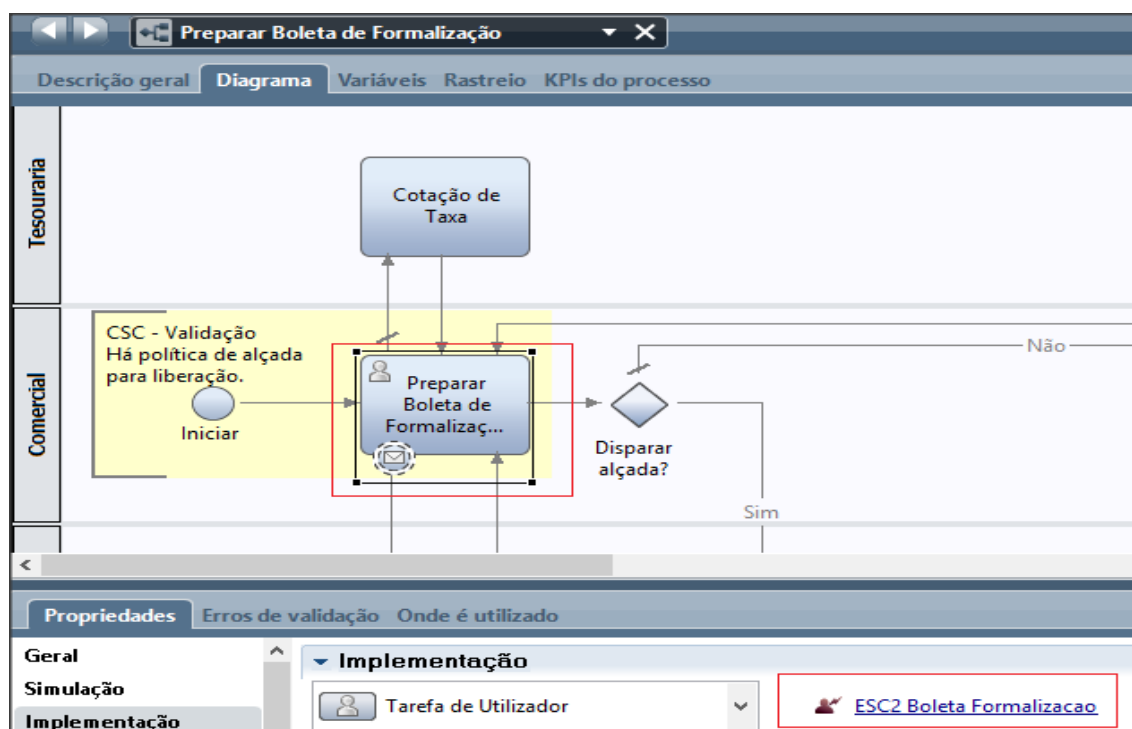 Preparar Boleta de Formalização
Descrição geral Diagrama Variáveis Rastreio KPIs do processo
Tesouraria
Cotação de
Taxa
Comercial
CSC - Validação
Há política de alçada
para liberação.
Iniciar
Preparar
Boleta de
Formalizaç...
Disparar
alçada?
Não
Sim
Propriedades Erros de validação Onde é utilizado
Geral
Simulação
Implementação
Implementação
Tarefa de Utilizador
ESC2 Boleta Formalizacao